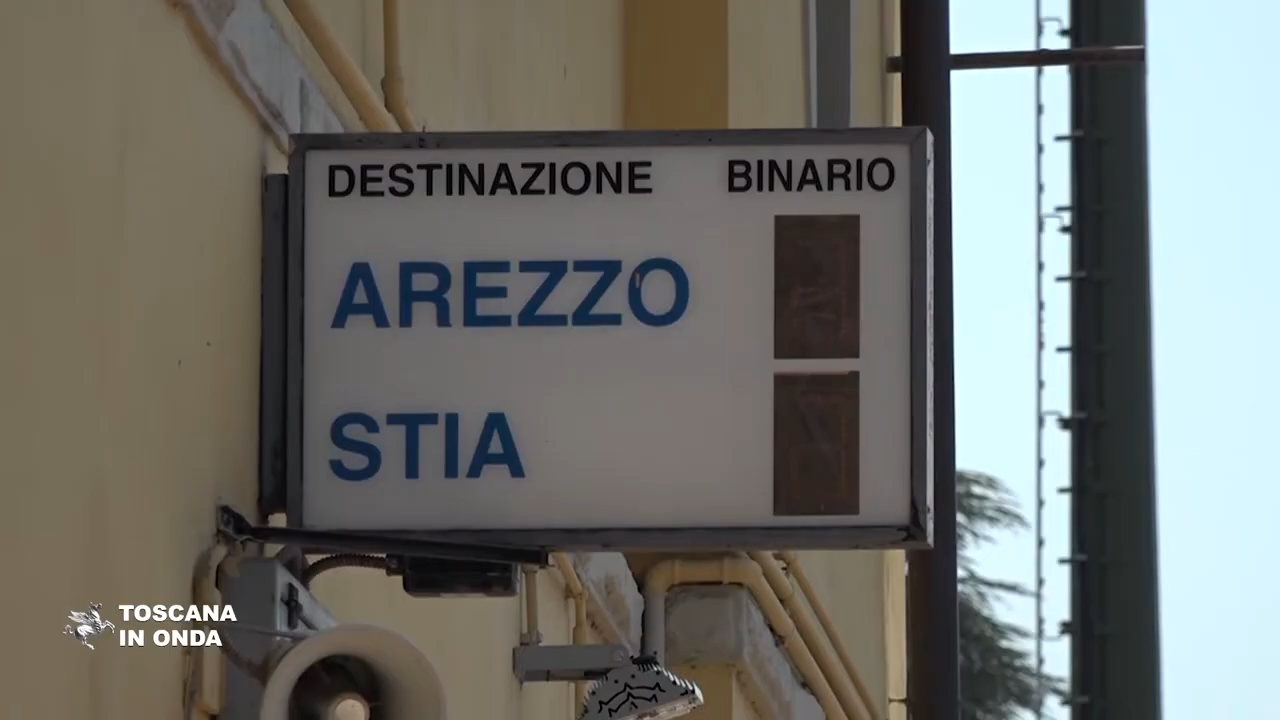 DESTINAZIONE BINARIO
AREZZO
STIA
TOSCANA
IN ONDA